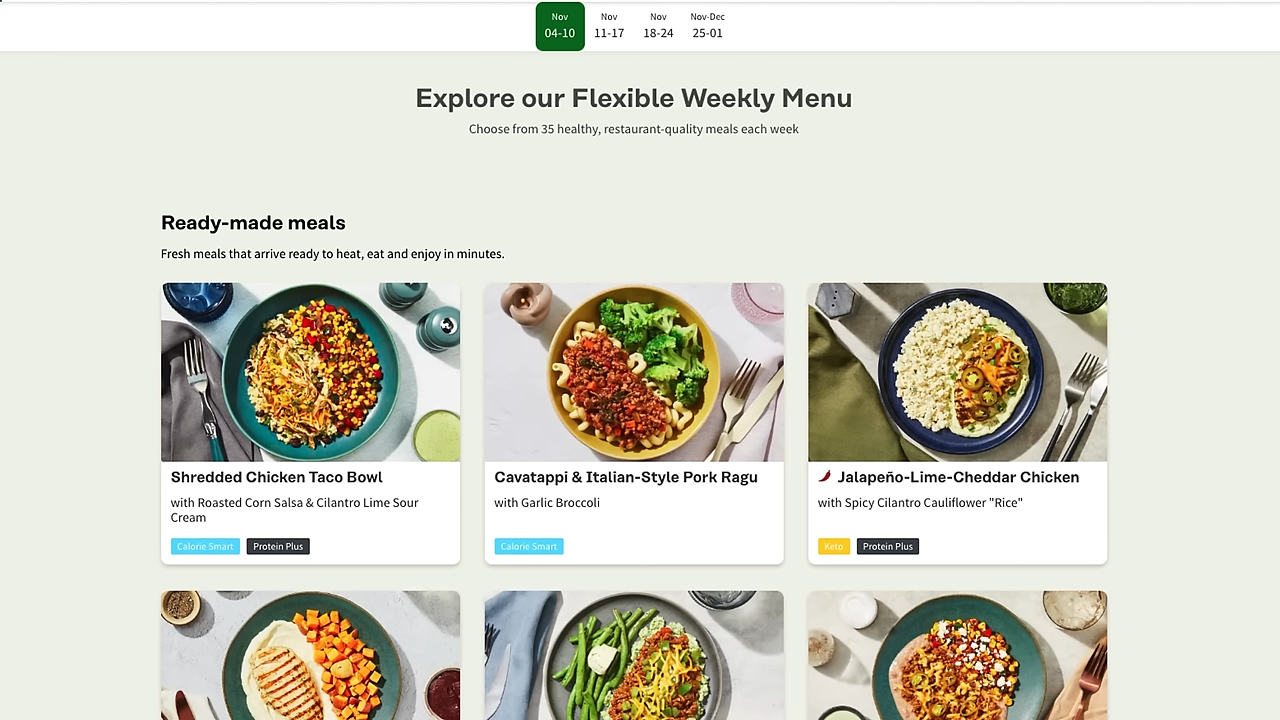 Nov
04-10
Nov
11-17
Nov
18-24
Nov-Dec
25-01
Explore our Flexible Weekly Menu
Choose from 35 healthy, restaurant-quality meals each week
Ready-made meals
Fresh meals that arrive ready to heat, eat and enjoy in minutes.
Shredded Chicken Taco Bowl
with Roasted Corn Salsa & Cilantro Lime Sour
Cream
Calorie Smart
Protein Plus
Cavatappi & Italian-Style Pork Ragu
with Garlic Broccoli
Calorie Smart
Jalapeño-Lime-Cheddar Chicken
with Spicy Cilantro Cauliflower "Rice"
Keto
Protein Plus